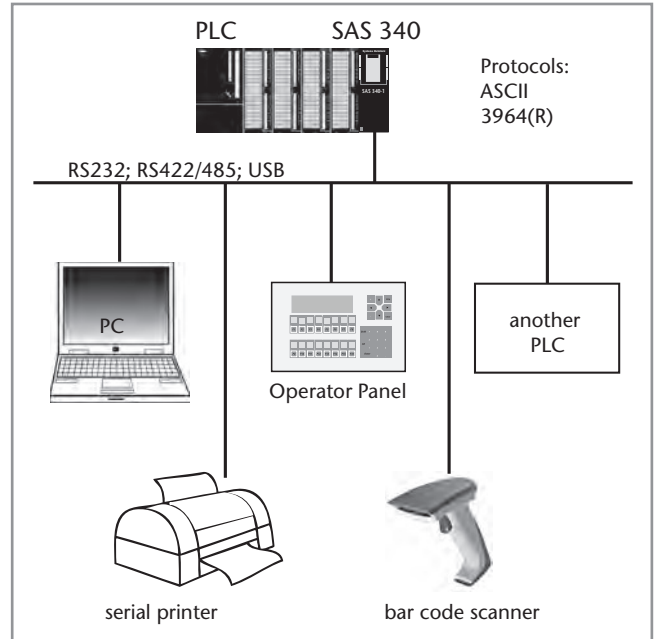 PLC SAS 340
Protocols:
ASCII
3964(R)
SAS 340-1
RS232; RS422/485; USB
PC
Operator Panel
another
PLC
serial printer
bar code scanner